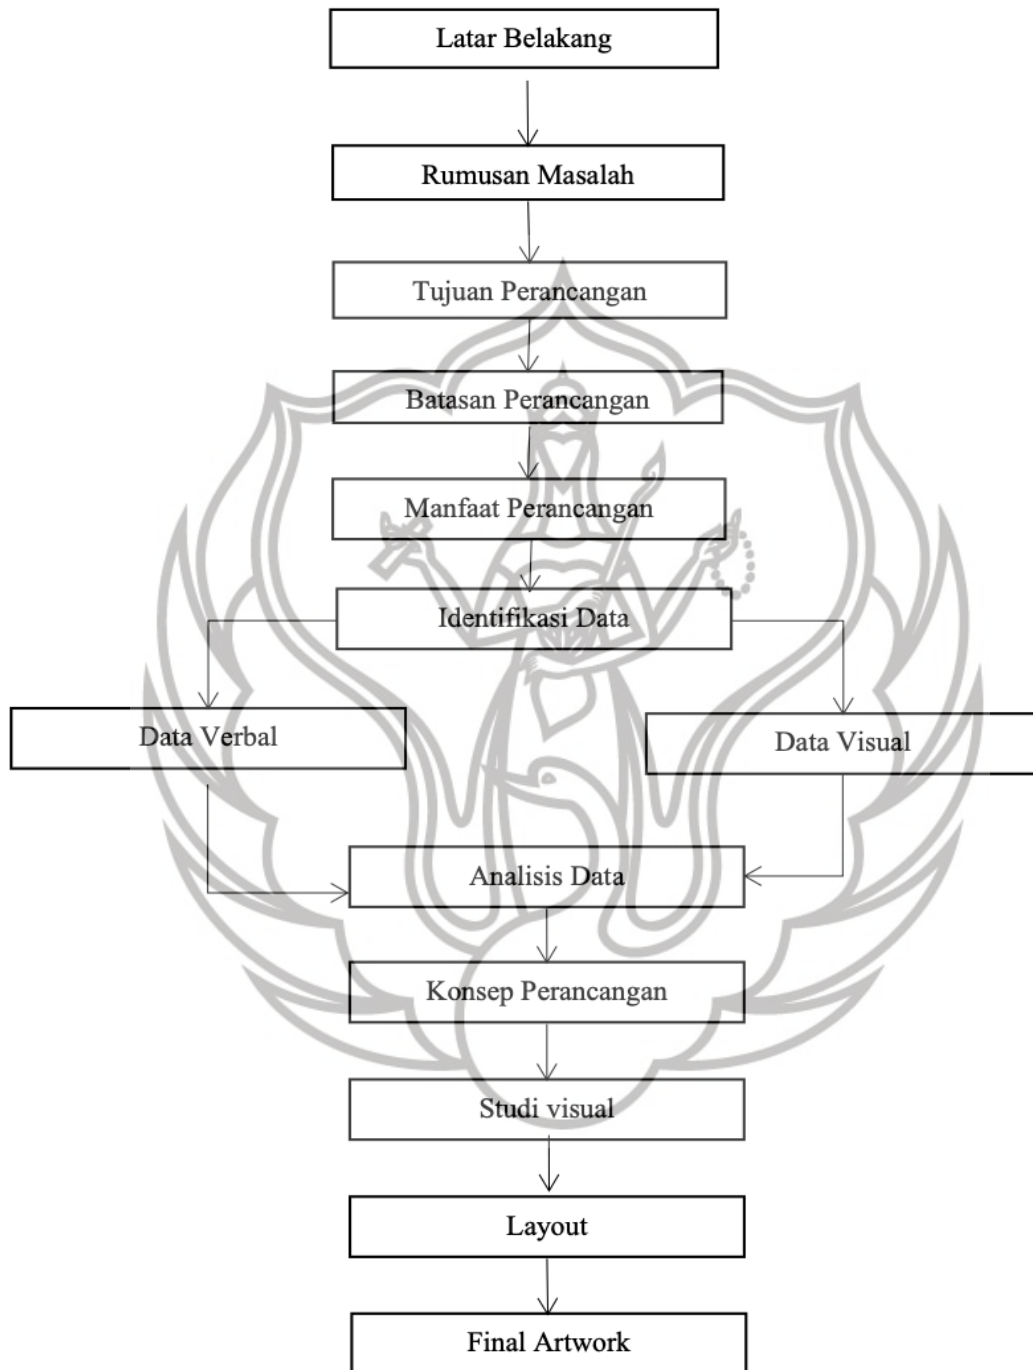 Latar Belakang
Rumusan Masalah
Tujuan Perancangan
Batasan Perancangan
Manfaat Perancangan
Identifikasi Data
Data Verbal
Data Visual
Analisis Data
Konsep Perancangan
Studi visual
Layout
Final Artwork